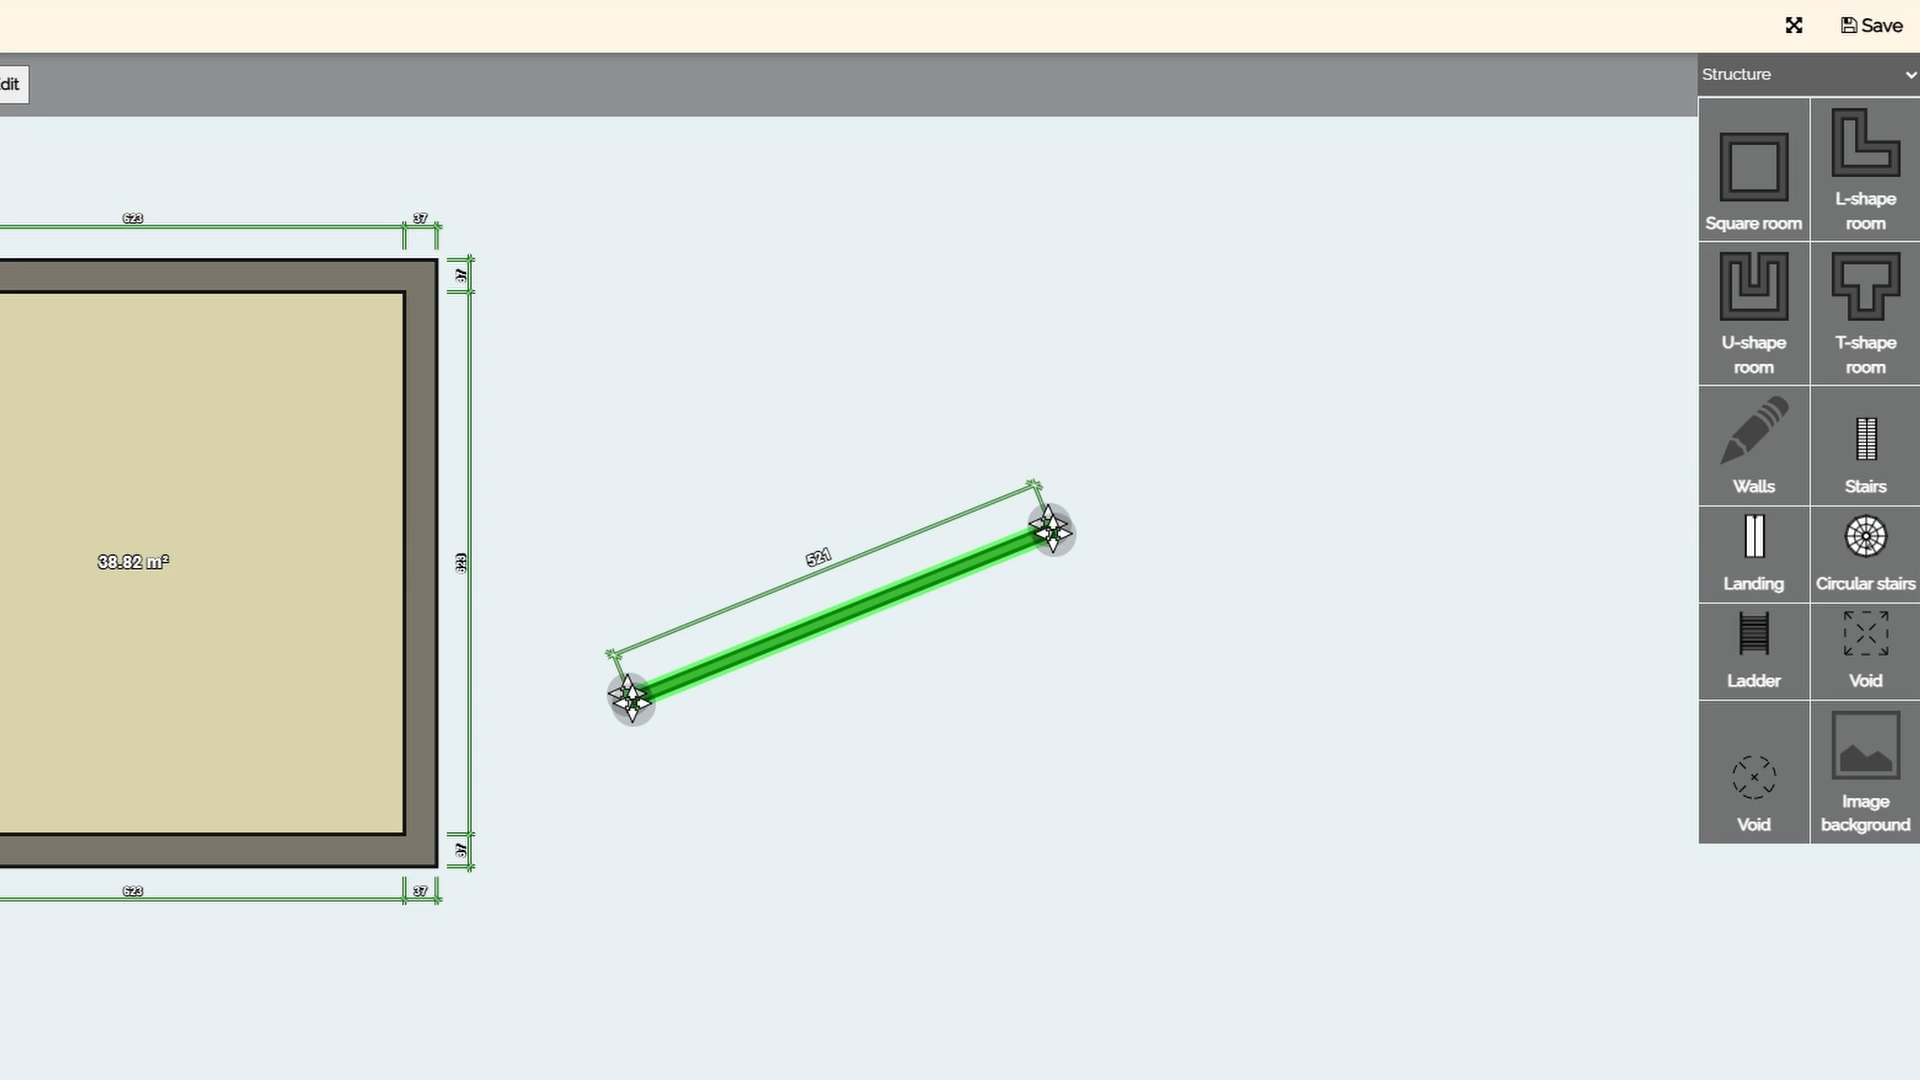 Save
dit
Structure
Square room
L-shape
room
U-shape
room
T-shape
room
Walls
Stairs
Landing
Circular stairs
Ladder
Void
Void
Image
background
623
37
37
623
37
38.82 m²
521
623
37